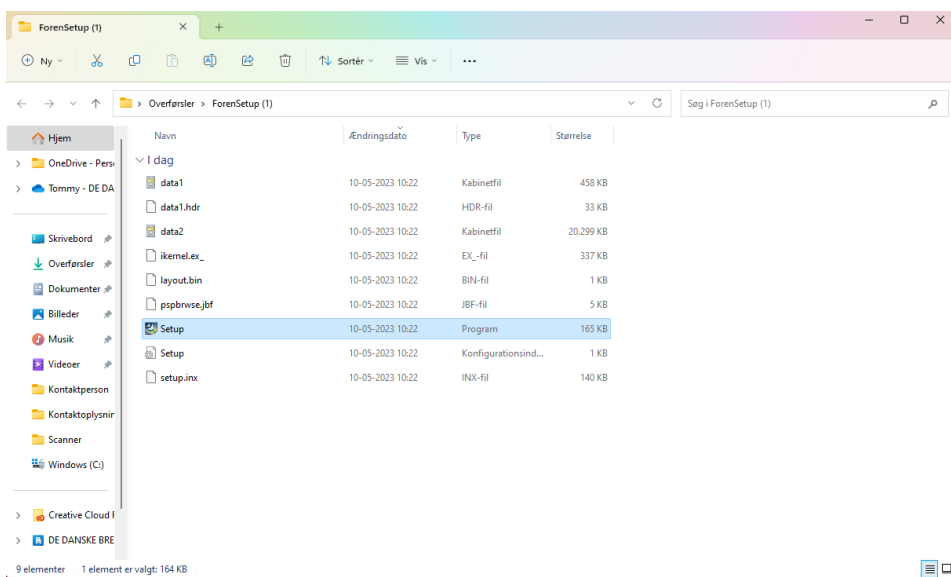 ForenSetup (1)
Ny
Sortér
Vis
Overførsler > ForenSetup (1)
Søg i ForenSetup (1)
Hjem
OneDrive - Perso
Tommy - DE DA
Skrivebord
Overførsler
Dokumenter
Billeder
Musik
Videoer
Kontaktperson
Kontaktoplysnin
Scanner
Windows (C:)
Creative Cloud F
DE DANSKE BRE
Navn Ændringsdato Type Størrelse
I dag
data1 10-05-2023 10:22 Kabinetfil 458 KB
data1.hdr 10-05-2023 10:22 HDR-fil 33 KB
data2 10-05-2023 10:22 Kabinetfil 20.299 KB
ikernel.ex_ 10-05-2023 10:22 EX_-fil 337 KB
layout.bin 10-05-2023 10:22 BIN-fil 1 KB
pspbrwse.jbf 10-05-2023 10:22 JBF-fil 5 KB
Setup 10-05-2023 10:22 Program 165 KB
Setup 10-05-2023 10:22 Konfigurationsind... 1 KB
setup.inx 10-05-2023 10:22 INX-fil 140 KB
9 elementer 1 element er valgt: 164 KB